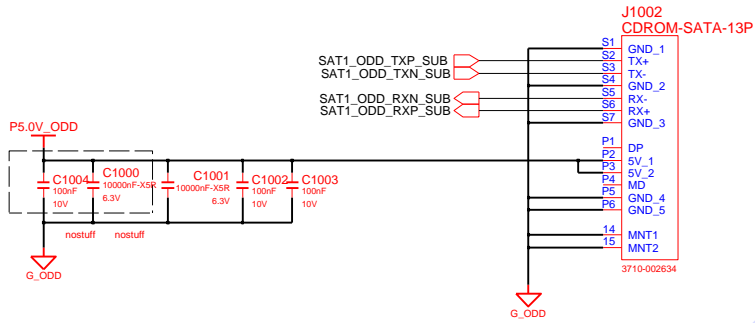 J1002
CDROM-SATA-13P
S1 GND_1
SAT1_ODD_TXP_SUB S2 TX+
SAT1_ODD_TXN_SUB S3 TX-
S4 GND_2
SAT1_ODD_RXN_SUB S5 RX-
SAT1_ODD_RXP_SUB S6 RX+
S7 GND_3
P5.0V_ODD
P1 DP
P2 5V_1
P3 5V_2
P4 MD
P5 GND_4
P6 GND_5
14 MNT1
15 MNT2
3710-002634
C1004 C1000 C1001 C1002 C1003
100nF 10000nF-X5R 10000nF-X5R 100nF 100nF
10V 6.3V 6.3V 10V 10V
nostuff nostuff
G_ODD
G_ODD